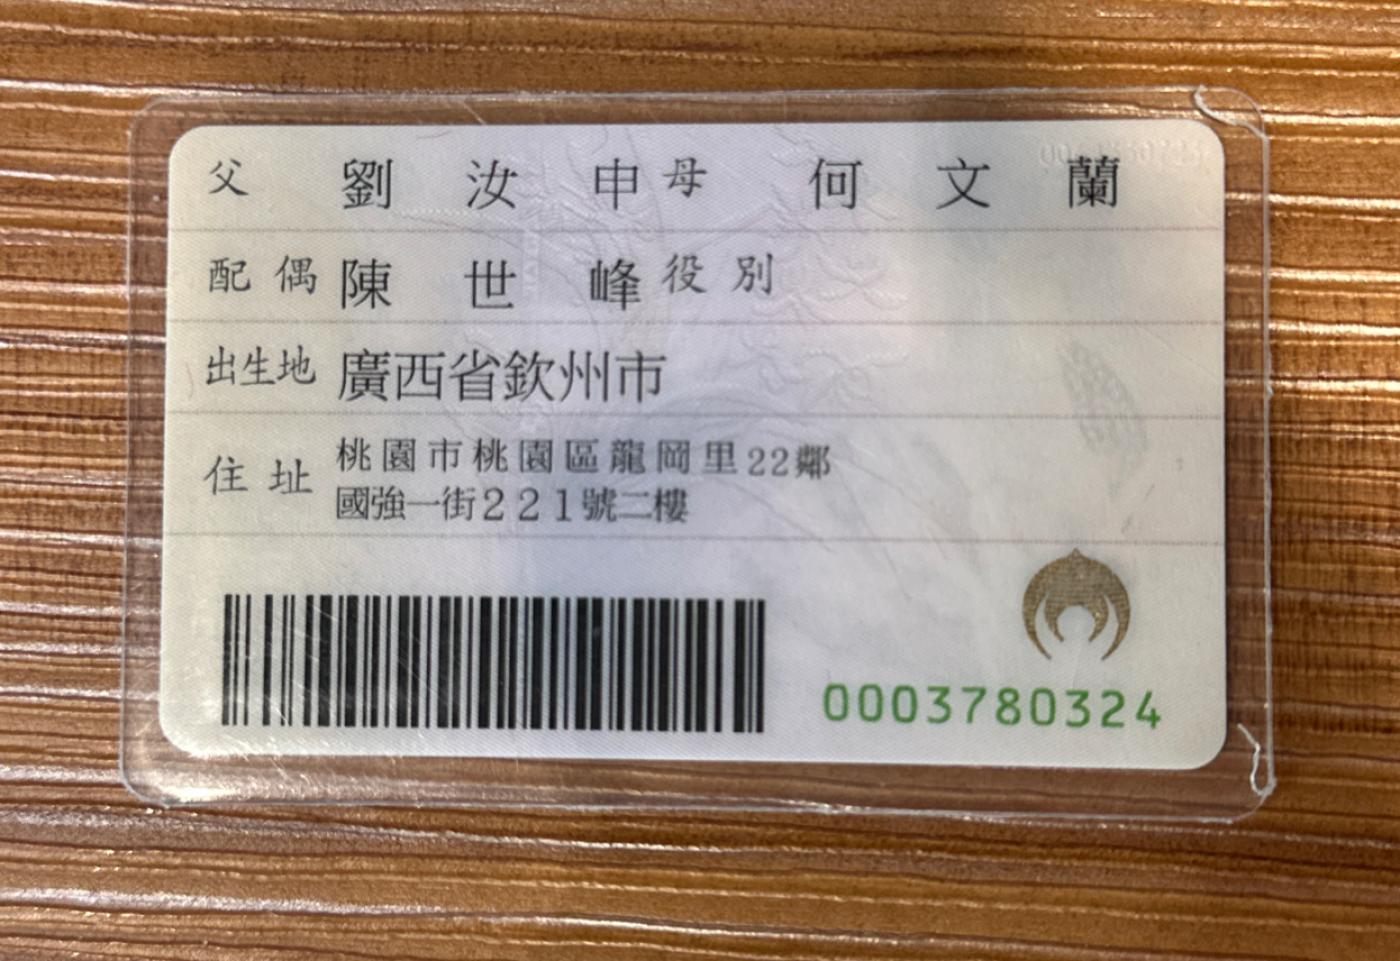 父 劉汝申 母 何文蘭
配偶 陳世峰 役別
出生地 廣西省欽州市
住址 桃園市桃園區龍岡里22鄰
國強一街221號二樓
0003780324